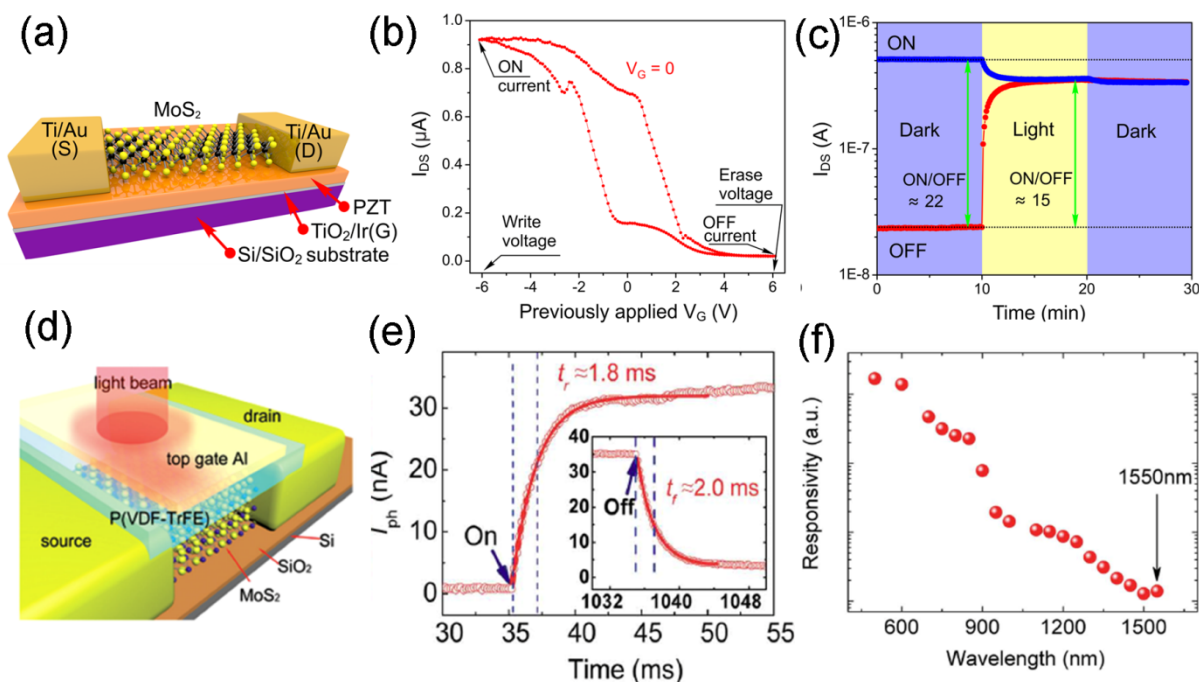 (a)
MoS2
Ti/Au
(S)
Ti/Au
(D)
PZT
TiO2/Ir(G)
Si/SiO2 substrate
(b)
IDS (μA)
0.8
0.6
0.4
0.2
0.0
ON
current
VG = 0
Write voltage
Erase
voltage
OFF
current
-6 -4 -2 0 2 4 6
Previously applied VG (V)
(c)
IDS (A)
1E-6
1E-7
1E-8
ON
Dark
Light
Dark
ON/OFF
≈ 22
ON/OFF
≈ 15
OFF
0 10 20 30
Time (min)
(d)
light beam
drain
top gate Al
P(VDF-TrFE)
source
Si
SiO2
MoS2
(e)
Iph (nA)
30
20
10
0
tr ≈1.8 ms
On
40
35
30
25
20
15
10
5
0
Off
tf ≈2.0 ms
1032 1040 1048
30 35 40 45 50 55
Time (ms)
(f)
Responsivity (a.u.)
1550nm
600 900 1200 1500
Wavelength (nm)